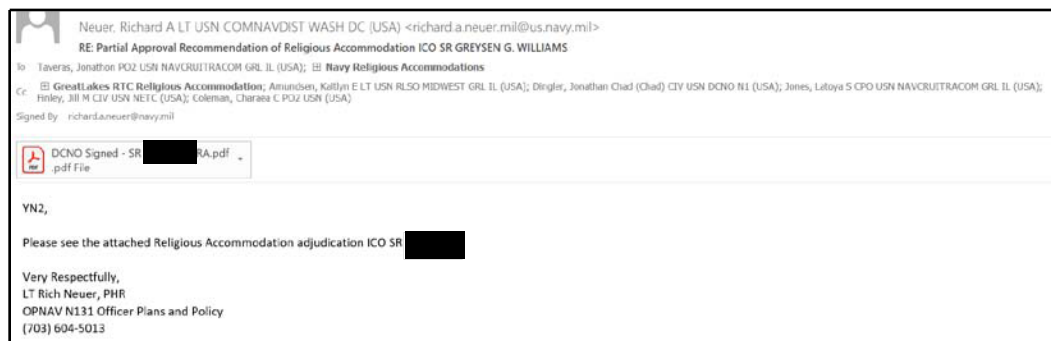 Neuer, Richard A LT USN COMNAVDIST WASH DC (USA) <richard.a.neuer.mil@us.navy.mil>
RE: Partial Approval Recommendation of Religious Accommodation ICO SR GREYSEN G. WILLIAMS
To Taveras, Jonathon PO2 USN NAVCRUITRACOM GRL IL (USA); Navy Religious Accommodations
Cc GreatLakes RTC Religious Accommodation; Amundsen, Kaitlyn E LT USN RLSO MIDWEST GRL IL (USA); Dingler, Jonathan Chad (Chad) CIV USN DCNO N1 (USA); Jones, Latoya S CPO USN NAVCRUITRACOM GRL IL (USA);
Finley, Jill M CIV USN NETC (USA); Coleman, Charaea C PO2 USN (USA)
Signed By richard.a.neuer@navy.mil
DCNO Signed - SR RA.pdf
.pdf File
YN2,
Please see the attached Religious Accommodation adjudication ICO SR
Very Respectfully,
LT Rich Neuer, PHR
OPNAV N131 Officer Plans and Policy
(703) 604-5013